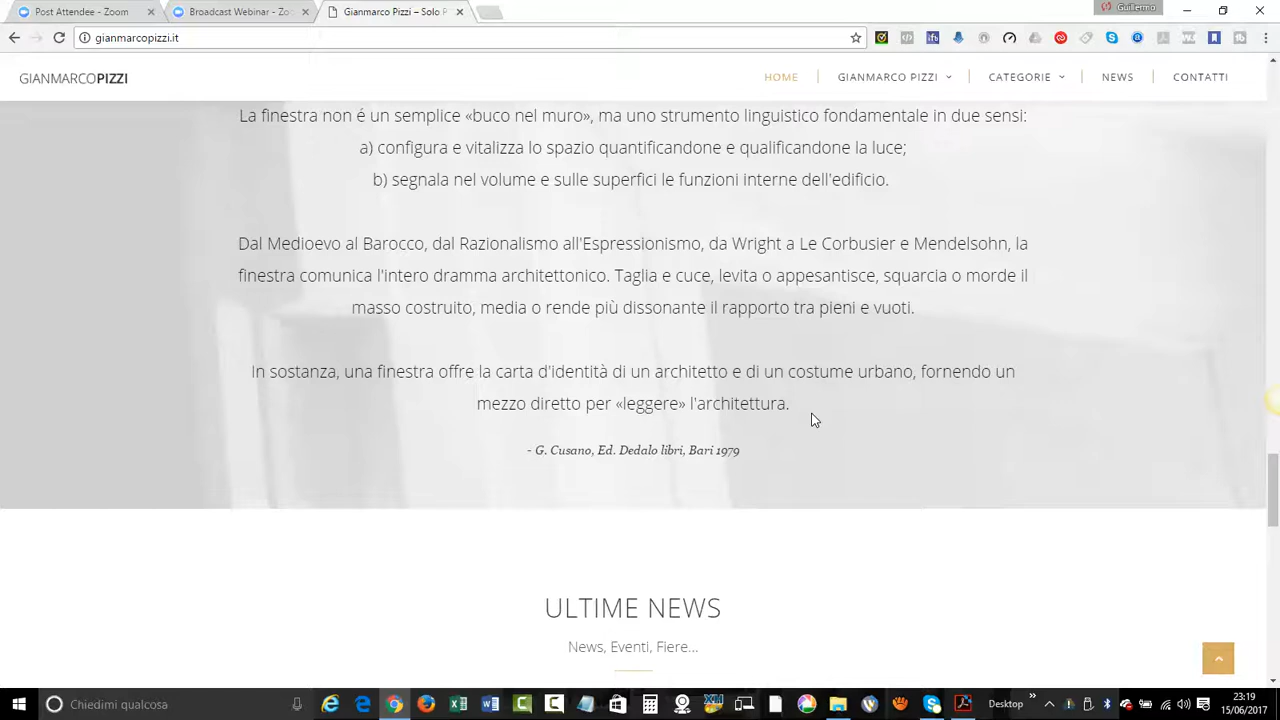 Post Attendee - Zoom
Broadcast Webinar - Zo
Gianmarco Pizzi – Solo P
Guillermo
gianmarcopizzi.it
GIANMARCOPIZZI
HOME
GIANMARCO PIZZI
CATEGORIE
NEWS
CONTATTI
La finestra non é un semplice «buco nel muro», ma uno strumento linguistico fondamentale in due sensi:
a) configura e vitalizza lo spazio quantificandone e qualificandone la luce;
b) segnala nel volume e sulle superfici le funzioni interne dell'edificio.
Dal Medioevo al Barocco, dal Razionalismo all'Espressionismo, da Wright a Le Corbusier e Mendelsohn, la
finestra comunica l'intero dramma architettonico. Taglia e cuce, levita o appesantisce, squarcia o morde il
masso costruito, media o rende più dissonante il rapporto tra pieni e vuoti.
In sostanza, una finestra offre la carta d'identità di un architetto e di un costume urbano, fornendo un
mezzo diretto per «leggere» l'architettura.
- G. Cusano, Ed. Dedalo libri, Bari 1979
ULTIME NEWS
News, Eventi, Fiere...
Chiedimi qualcosa
Desktop
23:19
15/06/2017